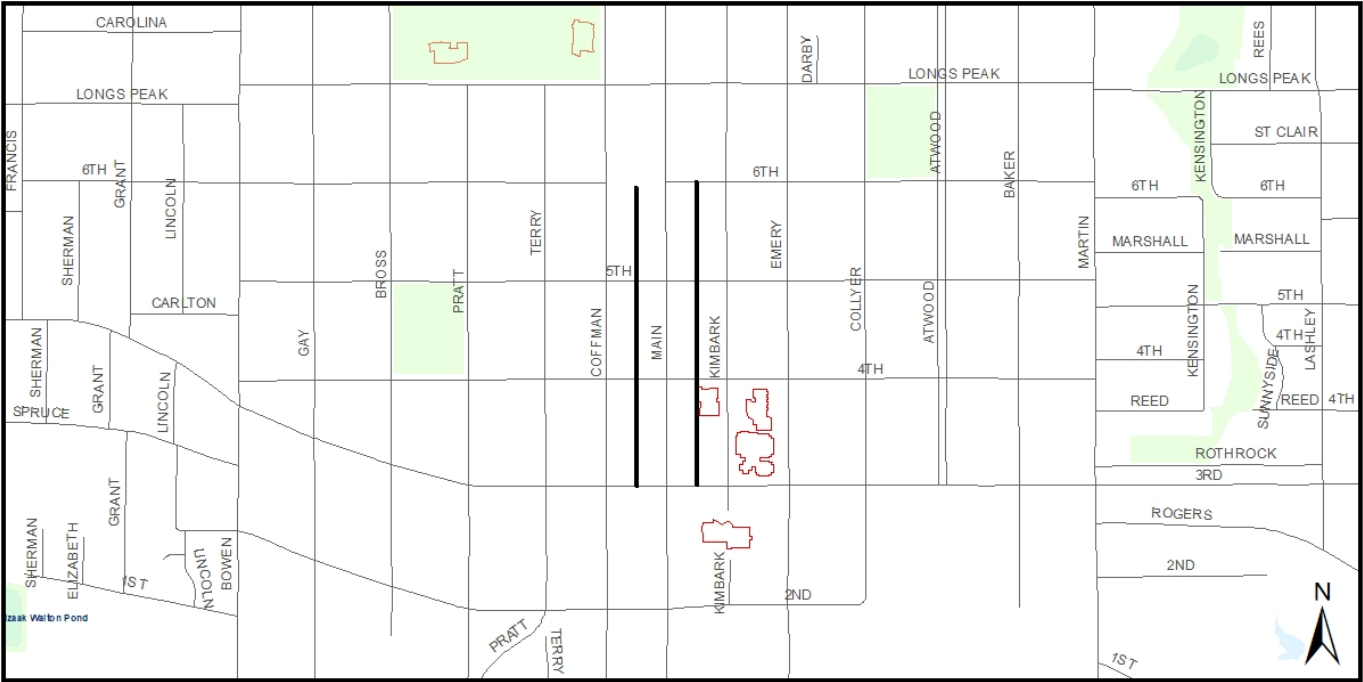 CAROLINA
REES
DARBY
LONGS PEAK
LONGS PEAK
LONGS PEAK
KENSINGTON
ATWOOD
ST CLAIR
FRANCIS
6TH
GRANT
LINCOLN
6TH
BAKER
6TH
6TH
SHERMAN
TERRY
EMERY
MARTIN
MARSHALL
MARSHALL
BROSS
PRATT
5TH
COLLYER
ATWOOD
KENSINGTON
5TH
CARLTON
GAY
COFFMAN
MAIN
KIMBARK
4TH
LASHLEY
SHERMAN
GRANT
LINCOLN
4TH
4TH
SUNNYSIDE
SPRUCE
REED
REED
4TH
ROTHROCK
3RD
GRANT
ROGERS
SHERMAN
ELIZABETH
1ST
LINCOLN
BOWEN
KIMBARK
2ND
2ND
N
Izaak Walton Pond
PRATT
TERRY
1ST